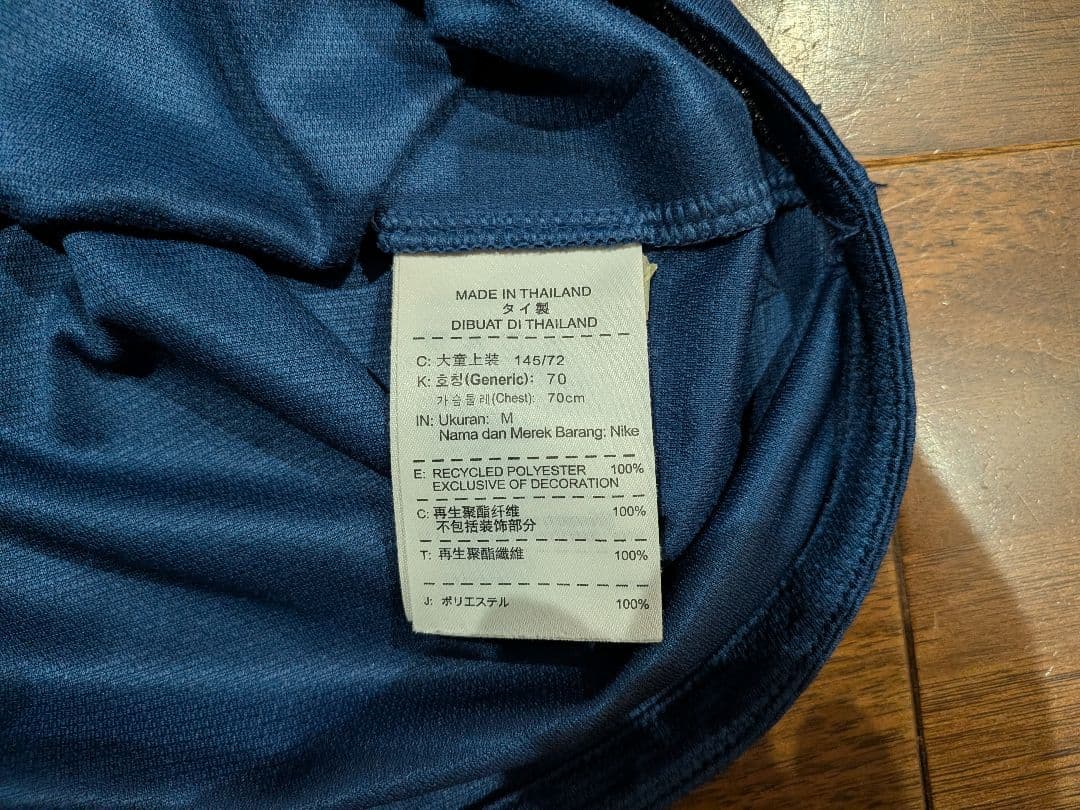 MADE IN THAILAND
タイ製
DIBUAT DI THAILAND
C: 大童上装 145/72
K: 호칭(Generic): 70
가슴둘레(Chest): 70cm
IN: Ukuran: M
Nama dan Merek Barang: Nike
E: RECYCLED POLYESTER 100%
EXCLUSIVE OF DECORATION
C: 再生聚酯纤维 100%
不包括装饰部分
T: 再生聚酯纖維 100%
J: ポリエステル 100%